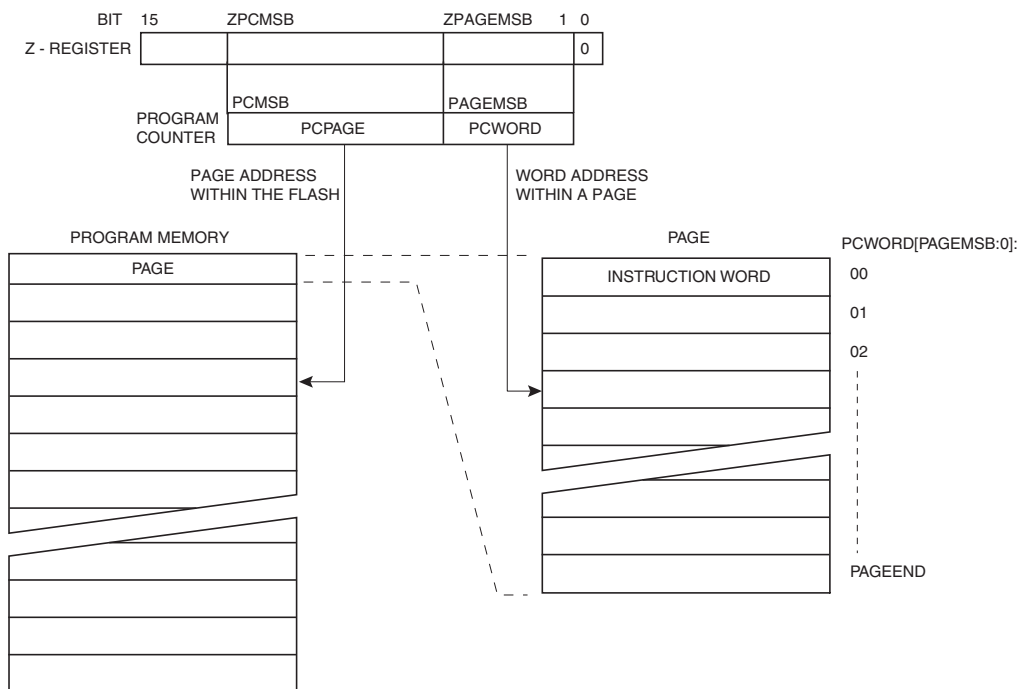 BIT 15 ZPCMSB ZPAGEMSB 1 0
Z - REGISTER 0
PCMSB PAGEMSB
PROGRAM
COUNTER
PCPAGE PCWORD
PAGE ADDRESS
WITHIN THE FLASH
WORD ADDRESS
WITHIN A PAGE
PROGRAM MEMORY
PAGE
PAGE
PCWORD[PAGEMSB:0]:
INSTRUCTION WORD
00
01
02
PAGEEND